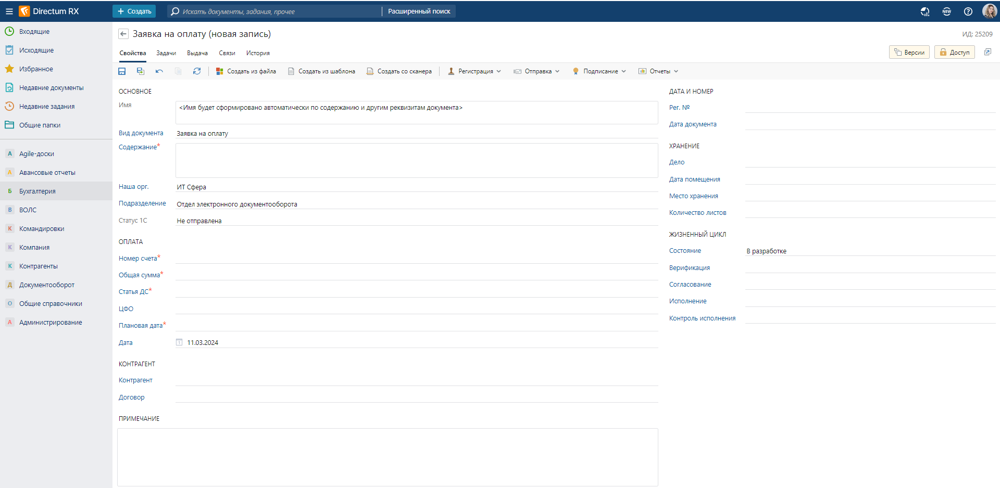 Directum RX
Создать
Искать документы, задания, прочее
Расширенный поиск
NEW
Входящие
Исходящие
Избранное
Недавние документы
Недавние задания
Общие папки
А Agile-доски
А Авансовые отчеты
Б Бухгалтерия
В ВОЛС
К Командировки
К Компания
К Контрагенты
Д Документооборот
О Общие справочники
А Администрирование
Заявка на оплату (новая запись)
ИД: 25209
Свойства Задачи Выдача Связи История
Версии Доступ
Создать из файла Создать из шаблона Создать со сканера Регистрация Отправка Подписание Отчеты
ОСНОВНОЕ
Имя <Имя будет сформировано автоматически по содержанию и другим реквизитам документа>
Вид документа Заявка на оплату
Содержание*
Наша орг. ИТ Сфера
Подразделение Отдел электронного документооборота
Статус 1С Не отправлена
ОПЛАТА
Номер счета*
Общая сумма*
Статья ДС*
ЦФО
Плановая дата*
Дата 1 11.03.2024
КОНТРАГЕНТ
Контрагент
Договор
ПРИМЕЧАНИЕ
ДАТА И НОМЕР
Рег. №
Дата документа
ХРАНЕНИЕ
Дело
Дата помещения
Место хранения
Количество листов
ЖИЗНЕННЫЙ ЦИКЛ
Состояние В разработке
Верификация
Согласование
Исполнение
Контроль исполнения